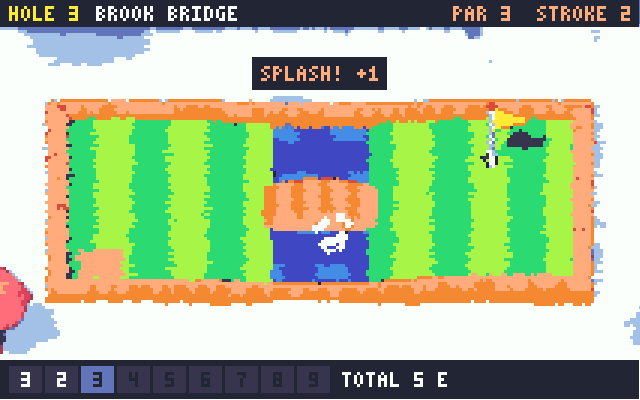 HOLE 3 BROOK BRIDGE PAR 3 STROKE 2
SPLASH! +1
3 2 3 4 5 6 7 8 9 TOTAL 5 E